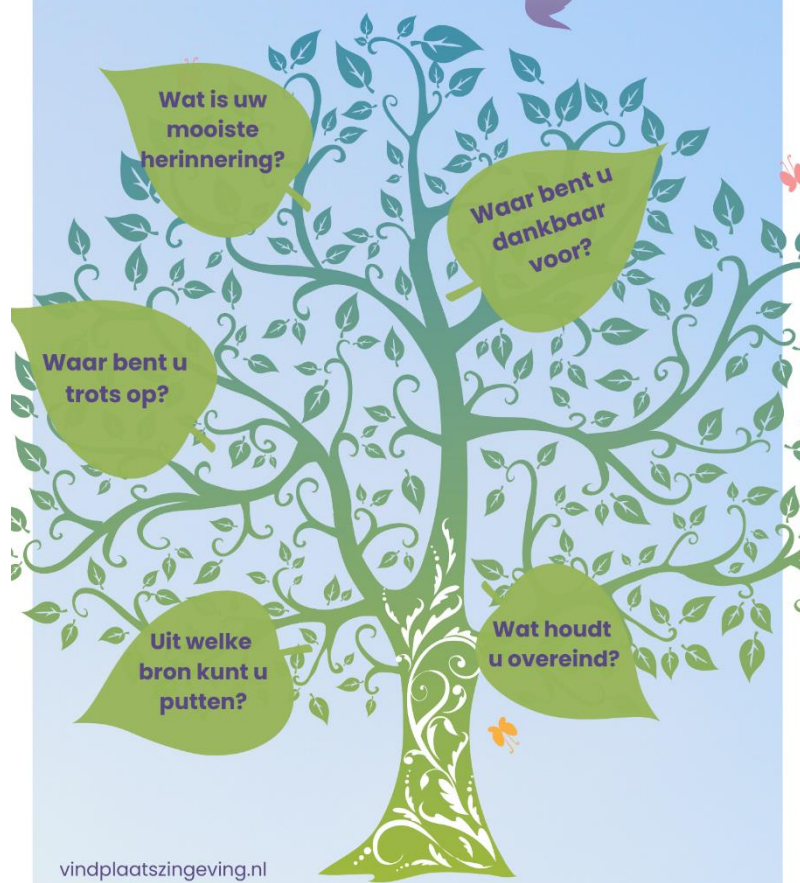 Wat is uw
mooiste
herinnering?
Waar bent u
dankbaar
voor?
Waar bent u
trots op?
Uit welke
bron kunt u
putten?
Wat houdt
u overeind?
vindplaatszingeving.nl